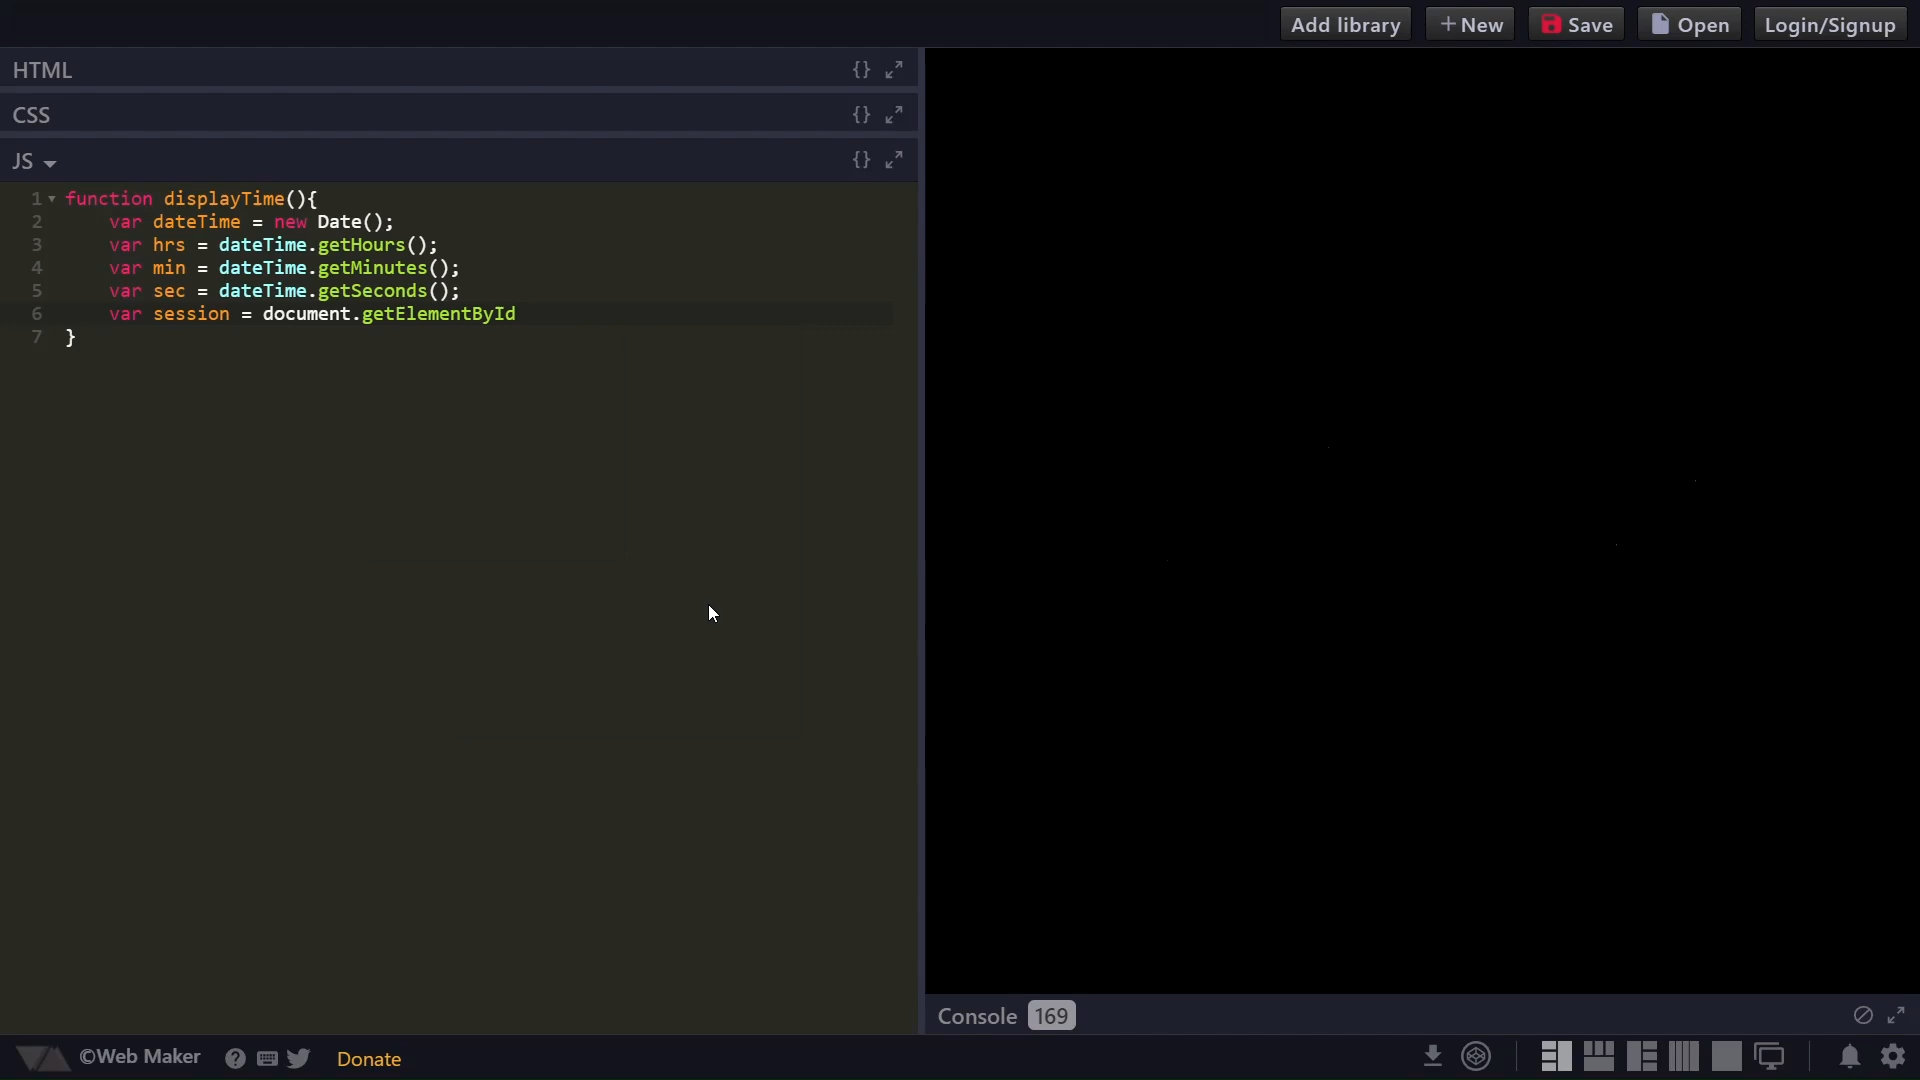 Add library + New Save Open Login/Signup
HTML {}
CSS {}
JS {}
1 function displayTime(){
2 var dateTime = new Date();
3 var hrs = dateTime.getHours();
4 var min = dateTime.getMinutes();
5 var sec = dateTime.getSeconds();
6 var session = document.getElementById
7 }
Console 169
©Web Maker ? Donate